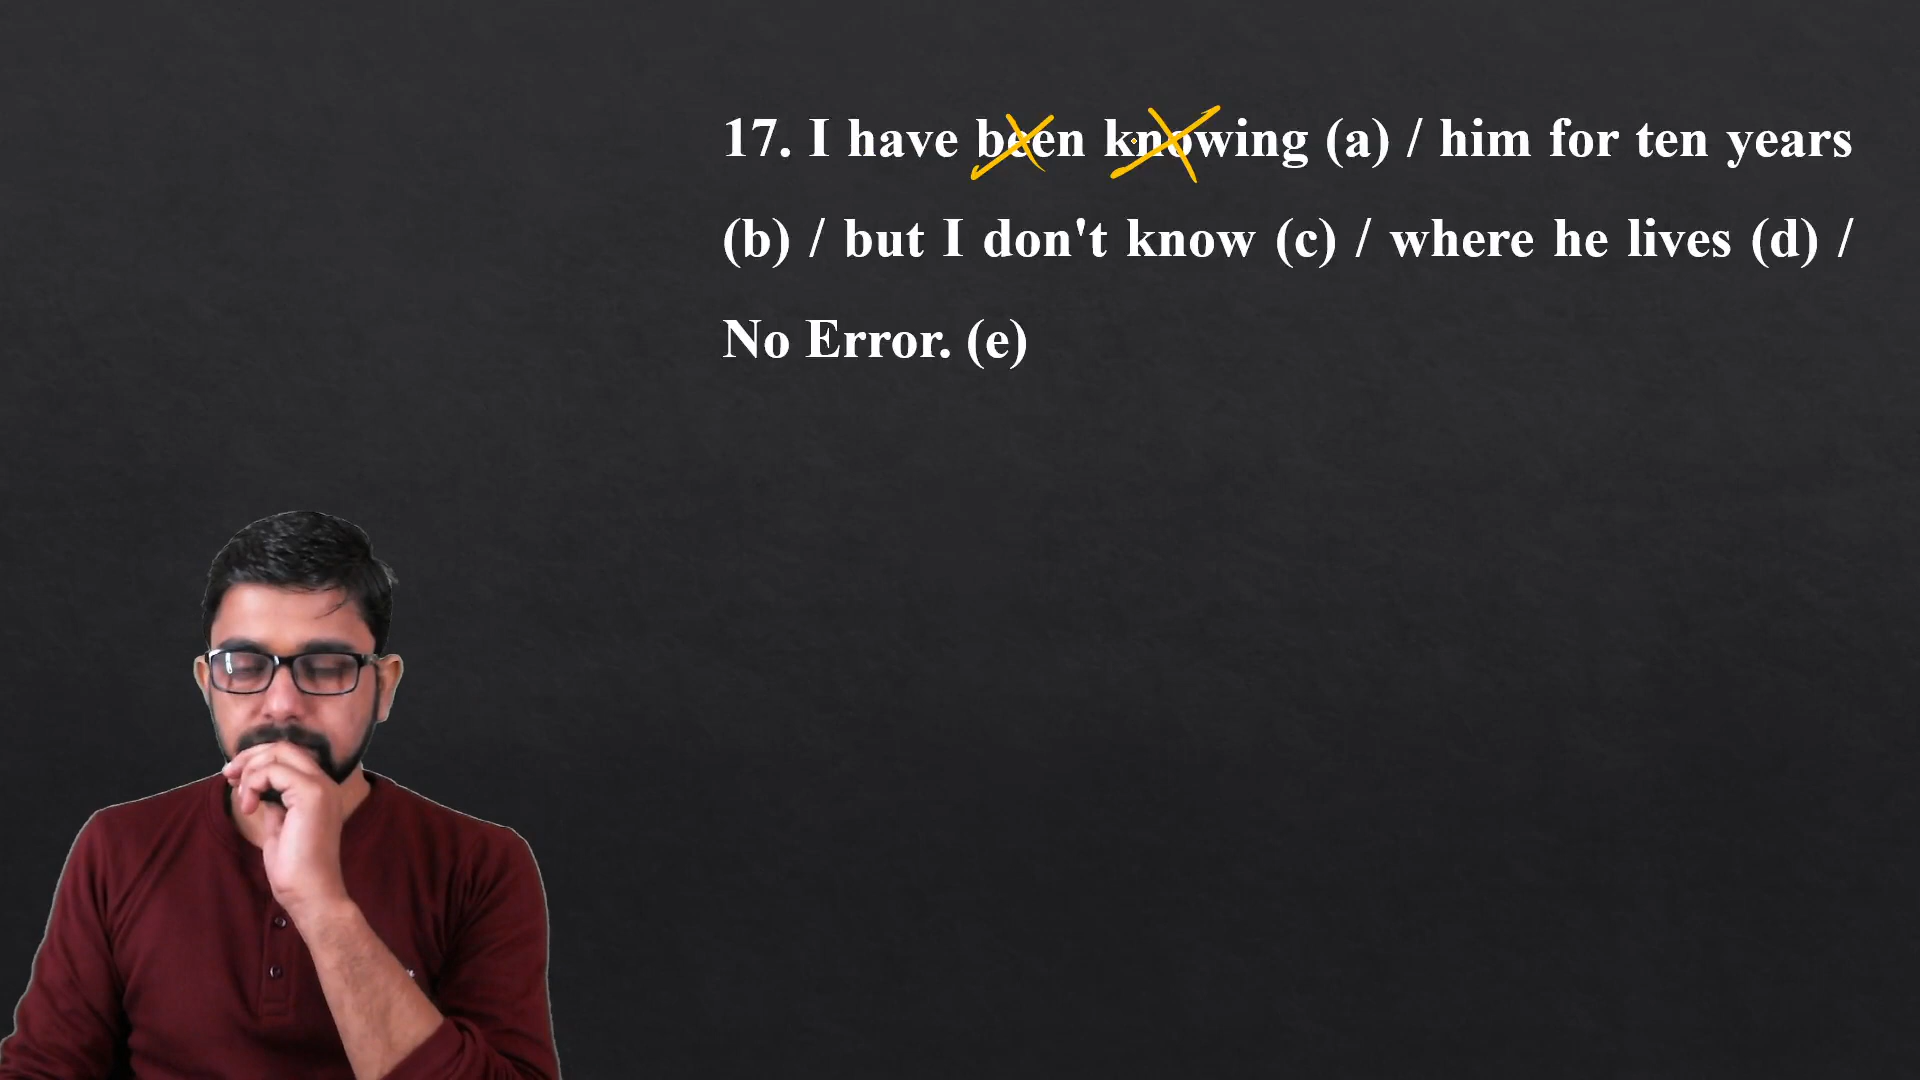 17. I have been knowing (a) / him for ten years
(b) / but I don't know (c) / where he lives (d) /
No Error. (e)